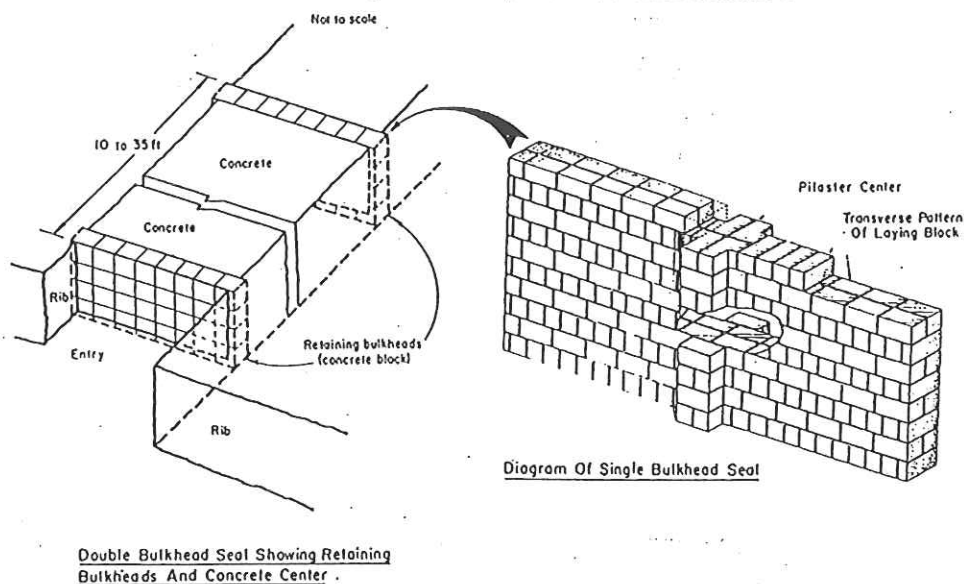 Not to scale
10 to 35 ft
Concrete
Concrete
Rib
Entry
Retaining bulkheads
(concrete block)
Rib
Pilaster Center
Transverse Pattern
Of Laying Block
Diagram Of Single Bulkhead Seal
Double Bulkhead Seal Showing Retaining
Bulkheads And Concrete Center .